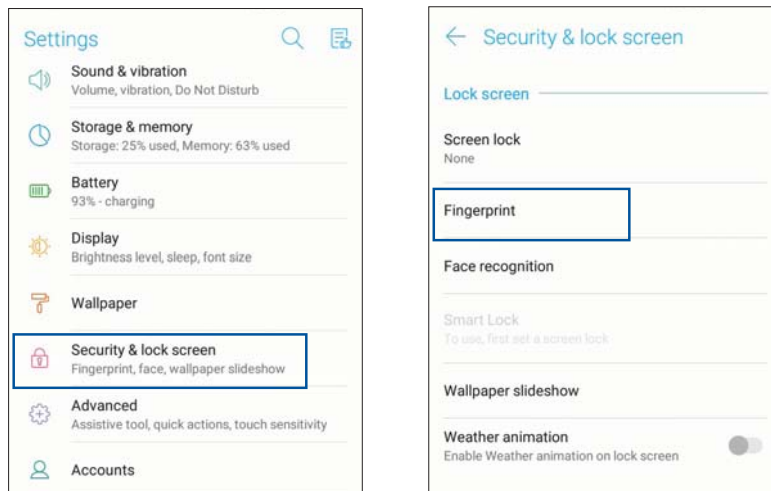 Settings
Sound & vibration
Volume, vibration, Do Not Disturb
Storage & memory
Storage: 25% used, Memory: 63% used
Battery
93% - charging
Display
Brightness level, sleep, font size
Wallpaper
Security & lock screen
Fingerprint, face, wallpaper slideshow
Advanced
Assistive tool, quick actions, touch sensitivity
Accounts
Security & lock screen
Lock screen
Screen lock
None
Fingerprint
Face recognition
Smart Lock
To use, first set a screen lock
Wallpaper slideshow
Weather animation
Enable Weather animation on lock screen